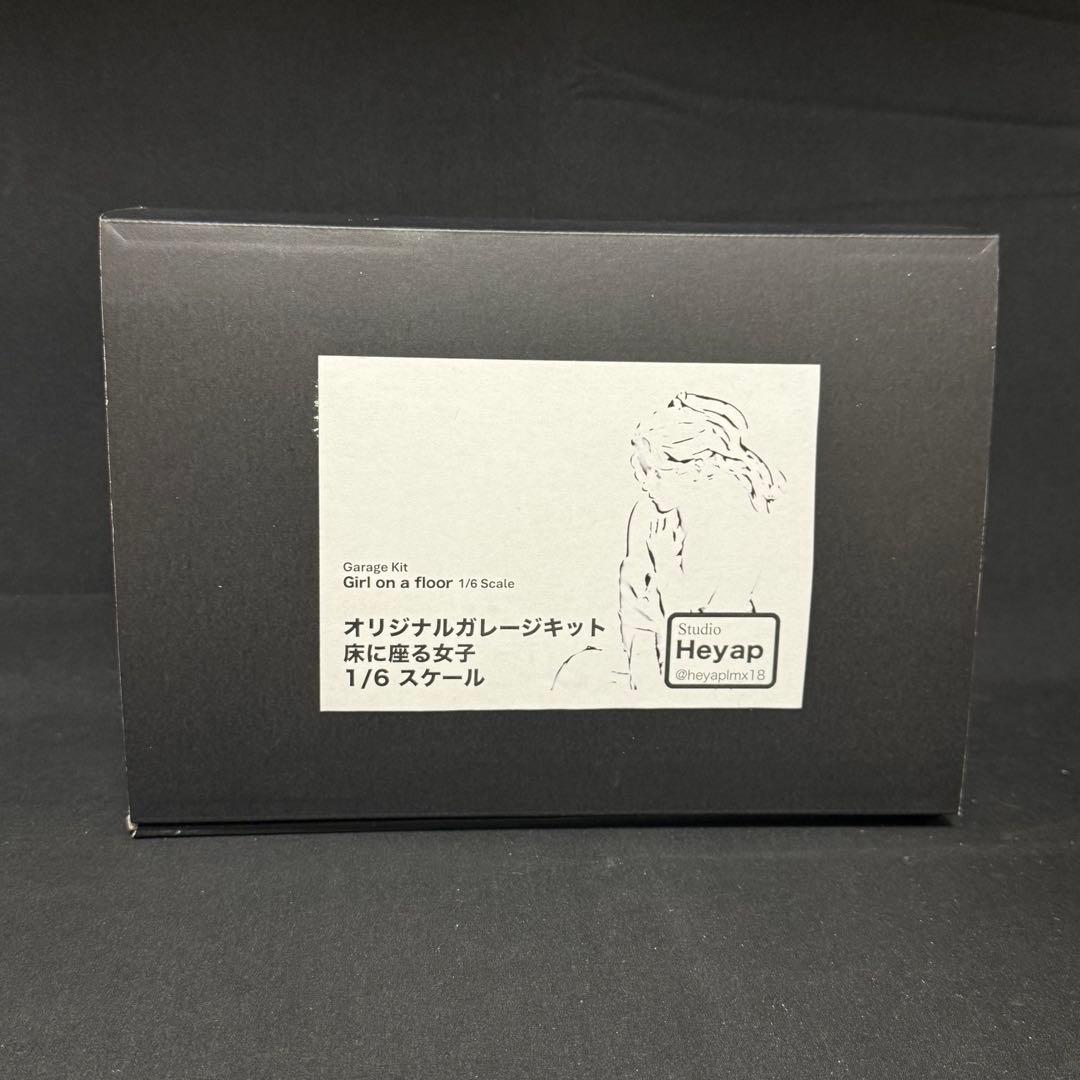 Garage Kit
Girl on a floor 1/6 Scale
オリジナルガレージキット
床に座る女子
1/6 スケール
Studio
Heyap
@heyaplmx18